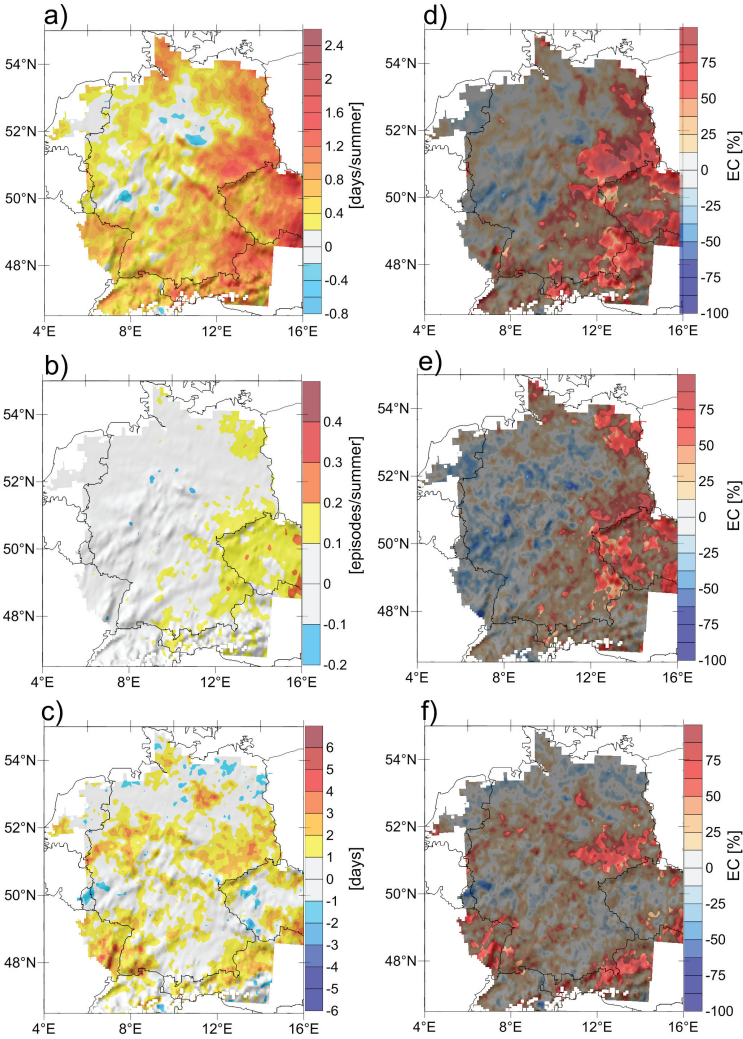 a)
54°N
52°N
50°N
48°N
4°E 8°E 12°E 16°E
2.4
2
1.6
1.2
0.8
0.4
0
-0.4
-0.8
[days/summer]
d)
54°N
52°N
50°N
48°N
4°E 8°E 12°E 16°E
75
50
25
0
-25
-50
-75
-100
EC [%]
b)
54°N
52°N
50°N
48°N
4°E 8°E 12°E 16°E
0.4
0.3
0.2
0.1
0
-0.1
-0.2
[episodes/summer]
e)
54°N
52°N
50°N
48°N
4°E 8°E 12°E 16°E
75
50
25
0
-25
-50
-75
-100
EC [%]
c)
54°N
52°N
50°N
48°N
4°E 8°E 12°E 16°E
6
5
4
3
2
1
0
-1
-2
-3
-4
-5
-6
[days]
f)
54°N
52°N
50°N
48°N
4°E 8°E 12°E 16°E
75
50
25
0
-25
-50
-75
-100
EC [%]